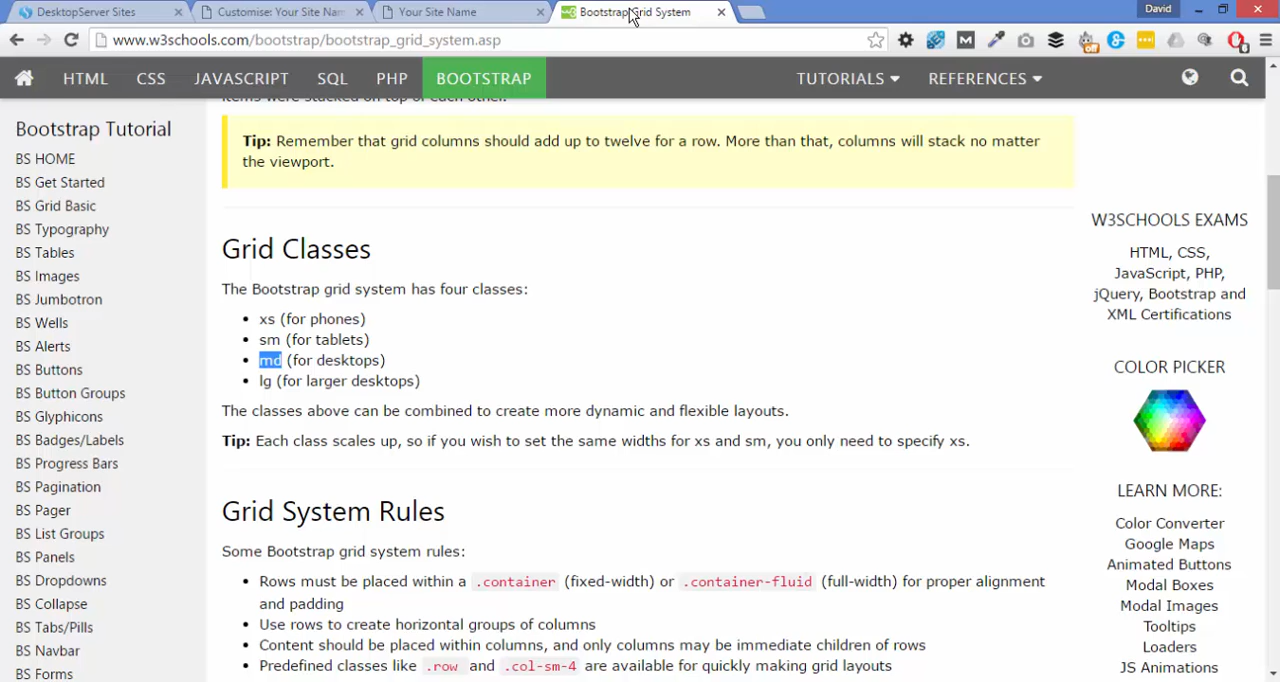 DesktopServer Sites
Customise: Your Site Nam
Your Site Name
Bootstrap Grid System
David
www.w3schools.com/bootstrap/bootstrap_grid_system.asp
HTML CSS JAVASCRIPT SQL PHP BOOTSTRAP TUTORIALS REFERENCES
items were stacked on top of each other.
Bootstrap Tutorial
BS HOME
BS Get Started
BS Grid Basic
BS Typography
BS Tables
BS Images
BS Jumbotron
BS Wells
BS Alerts
BS Buttons
BS Button Groups
BS Glyphicons
BS Badges/Labels
BS Progress Bars
BS Pagination
BS Pager
BS List Groups
BS Panels
BS Dropdowns
BS Collapse
BS Tabs/Pills
BS Navbar
BS Forms
Tip: Remember that grid columns should add up to twelve for a row. More than that, columns will stack no matter
the viewport.
Grid Classes
The Bootstrap grid system has four classes:
• xs (for phones)
• sm (for tablets)
• md (for desktops)
• lg (for larger desktops)
The classes above can be combined to create more dynamic and flexible layouts.
Tip: Each class scales up, so if you wish to set the same widths for xs and sm, you only need to specify xs.
Grid System Rules
Some Bootstrap grid system rules:
• Rows must be placed within a .container (fixed-width) or .container-fluid (full-width) for proper alignment
and padding
• Use rows to create horizontal groups of columns
• Content should be placed within columns, and only columns may be immediate children of rows
• Predefined classes like .row and .col-sm-4 are available for quickly making grid layouts
W3SCHOOLS EXAMS
HTML, CSS,
JavaScript, PHP,
jQuery, Bootstrap and
XML Certifications
COLOR PICKER
LEARN MORE:
Color Converter
Google Maps
Animated Buttons
Modal Boxes
Modal Images
Tooltips
Loaders
JS Animations